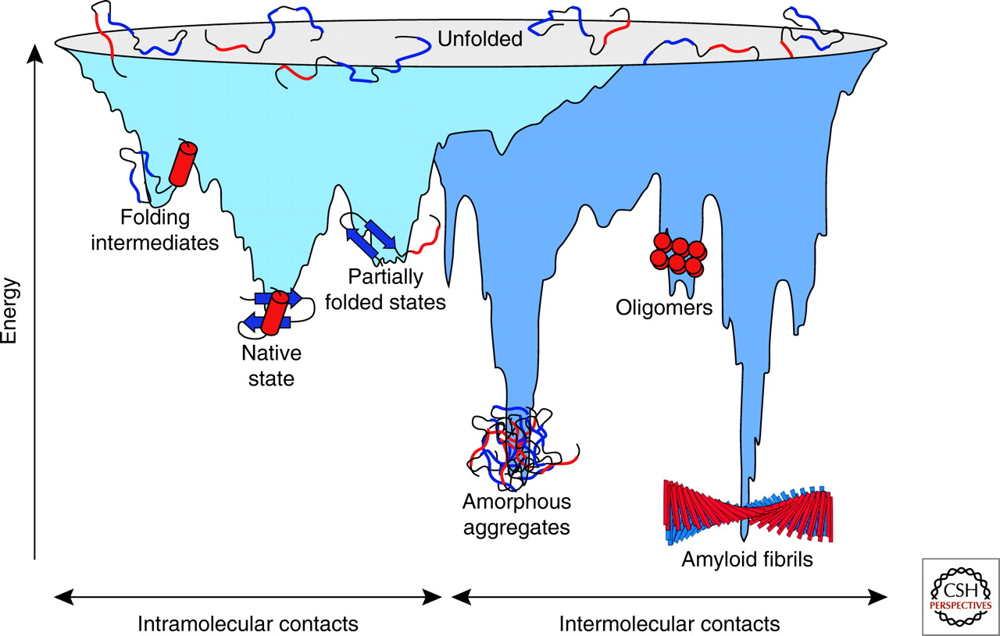 Unfolded
Energy
Folding
intermediates
Partially
folded states
Native
state
Oligomers
Amorphous
aggregates
Amyloid fibrils
Intramolecular contacts
Intermolecular contacts
CSH
PERSPECTIVES